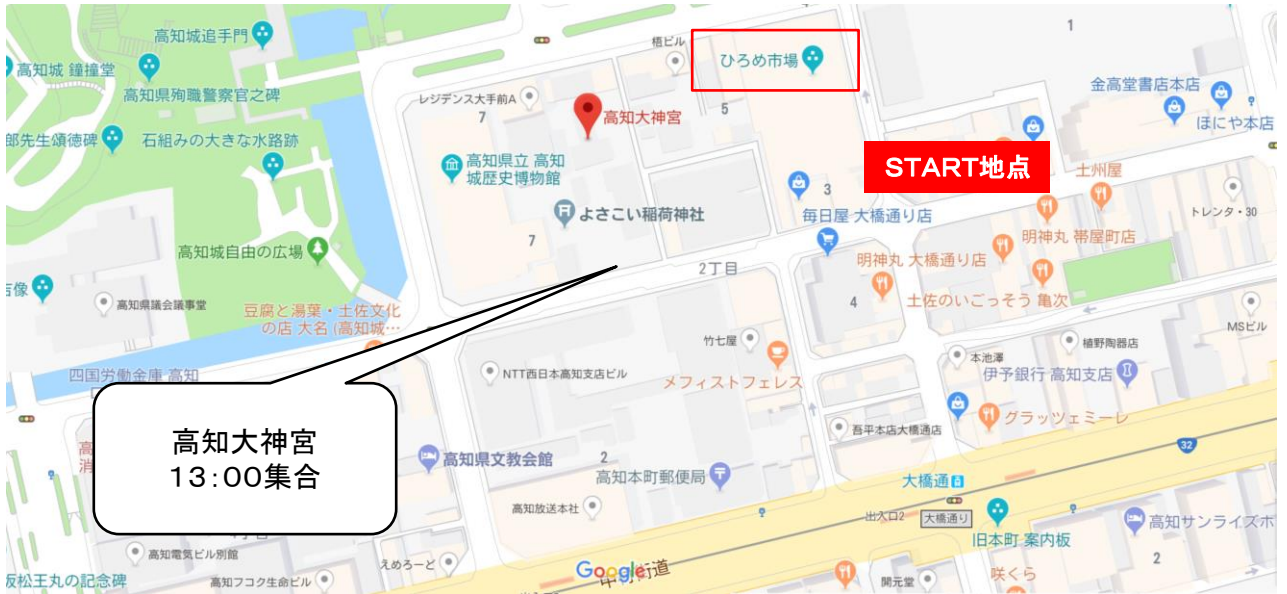 高知城追手門
高知城 鐘撞堂
高知県殉職警察官之碑
郎先生頌徳碑
石組みの大きな水路跡
レジデンス大手前A
7
高知大神宮
梧ビル
ひろめ市場
5
1
金高堂書店本店
ほにや本店
高知県立 高知
城歴史博物館
START地点
土州屋
3
よさこい稲荷神社
毎日屋 大橋通り店
トレンタ・30
明神丸 帯屋町店
高知城自由の広場
7
2丁目
明神丸 大橋通り店
高知県議会議事堂
豆腐と湯葉・土佐文化
の店 大名 (高知城…
4
土佐のいごっそう 亀次
MSビル
竹七屋
植野陶器店
本池澤
四国労働金庫 高知
NTT西日本高知支店ビル
メフィストフェレス
伊予銀行 高知支店
グラッツェミーレ
高知大神宮
13:00集合
吾平本店大橋通店
32
高知県文教会館
2
高知本町郵便局
大橋通
高知放送本社
出入口2
大橋通り
旧本町 案内板
高知サンライズホ
高知電気ビル別館
えめろーど
2
坂松王丸の記念碑
高知フコク生命ビル
Google
開元堂
咲くら